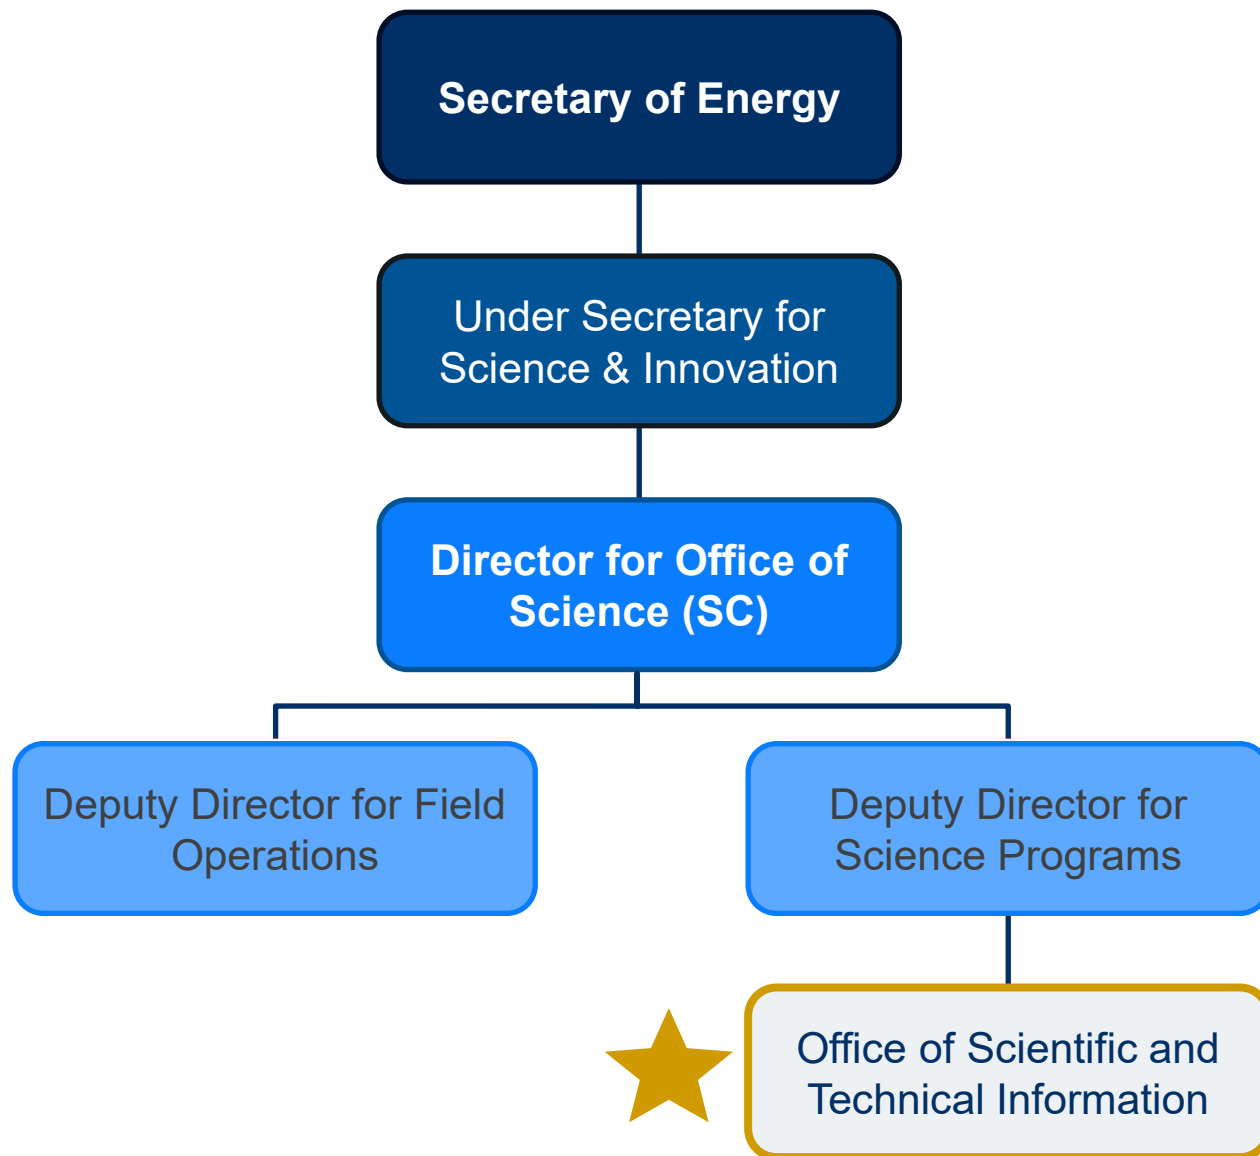 Secretary of Energy
Under Secretary for
Science & Innovation
Director for Office of
Science (SC)
Deputy Director for Field
Operations
Deputy Director for
Science Programs
Office of Scientific and
Technical Information